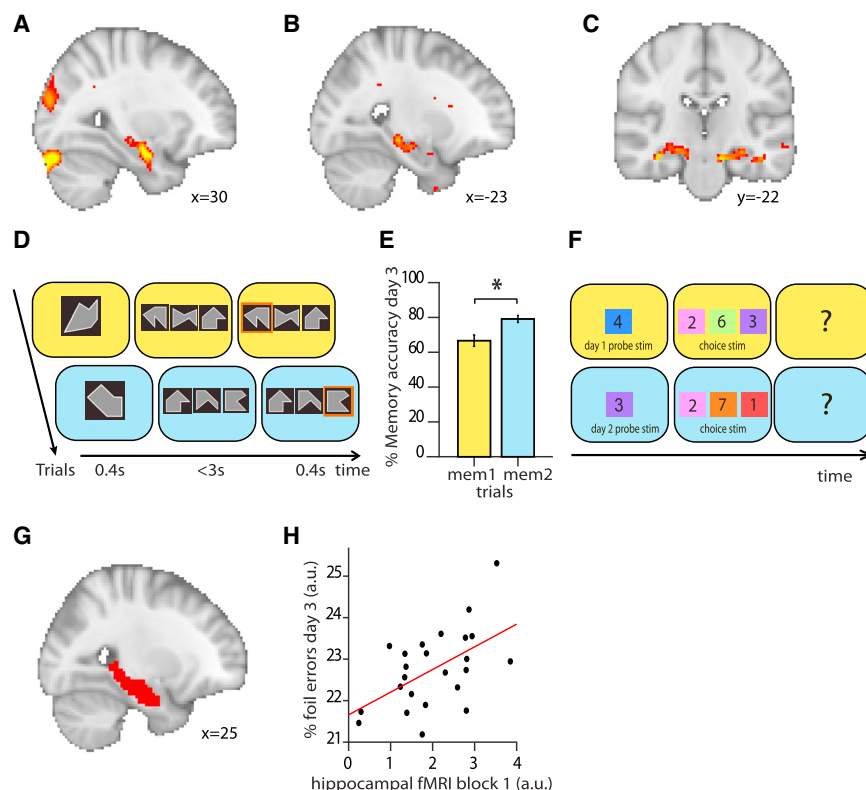 A
B
C
x=30
x=-23
y=-22
D
Trials 0.4s <3s 0.4s time
E
% Memory accuracy day 3
100
80
60
40
20
0
*
mem1 mem2
trials
F
4
day 1 probe stim
2 6 3
choice stim
?
3
day 2 probe stim
2 7 1
choice stim
?
time
G
x=25
H
% foil errors day 3 (a.u.)
25
24
23
22
21
0 1 2 3 4
hippocampal fMRI block 1 (a.u.)